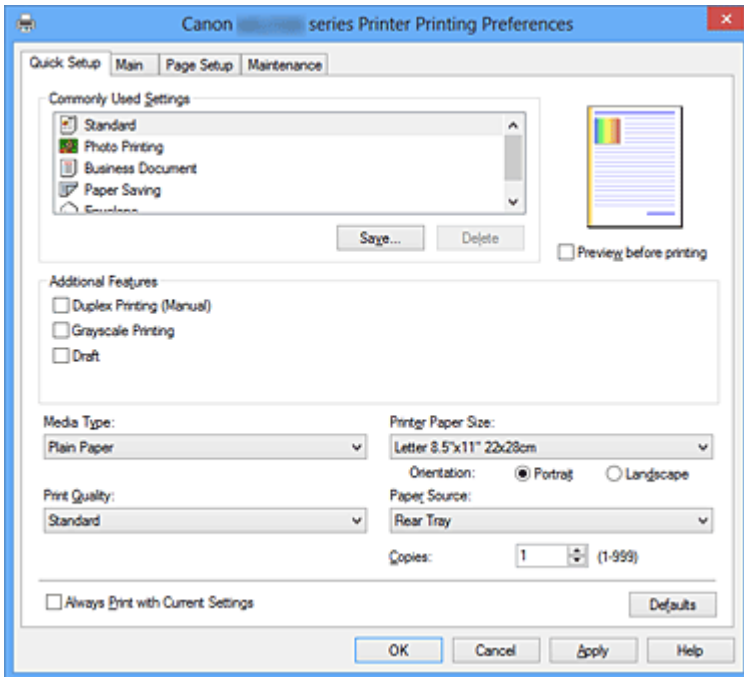 Canon series Printer Printing Preferences
Quick Setup Main Page Setup Maintenance
Commonly Used Settings
Standard
Photo Printing
Business Document
Paper Saving
Envelope
Save... Delete
Preview before printing
Additional Features
Duplex Printing (Manual)
Grayscale Printing
Draft
Media Type: Printer Paper Size:
Plain Paper Letter 8.5"x11" 22x28cm
Orientation: Portrait Landscape
Print Quality: Paper Source:
Standard Rear Tray
Copies: 1 (1-999)
Always Print with Current Settings Defaults
OK Cancel Apply Help